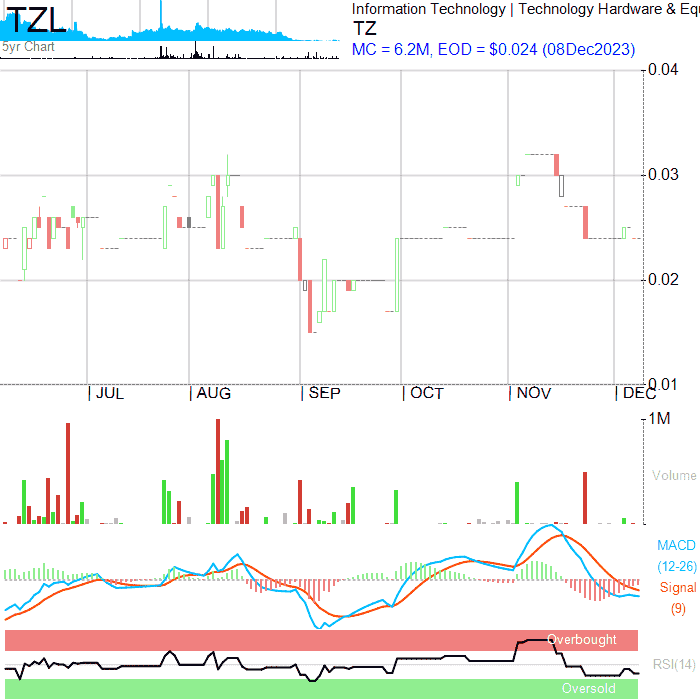 TZL
5yr Chart
Information Technology | Technology Hardware & Eq
TZ
MC = 6.2M, EOD = $0.024 (08Dec2023)
0.04
0.03
0.02
0.01
JUL
AUG
SEP
OCT
NOV
DEC
1M
Volume
MACD
(12-26)
Signal
(9)
Overbought
RSI(14)
Oversold